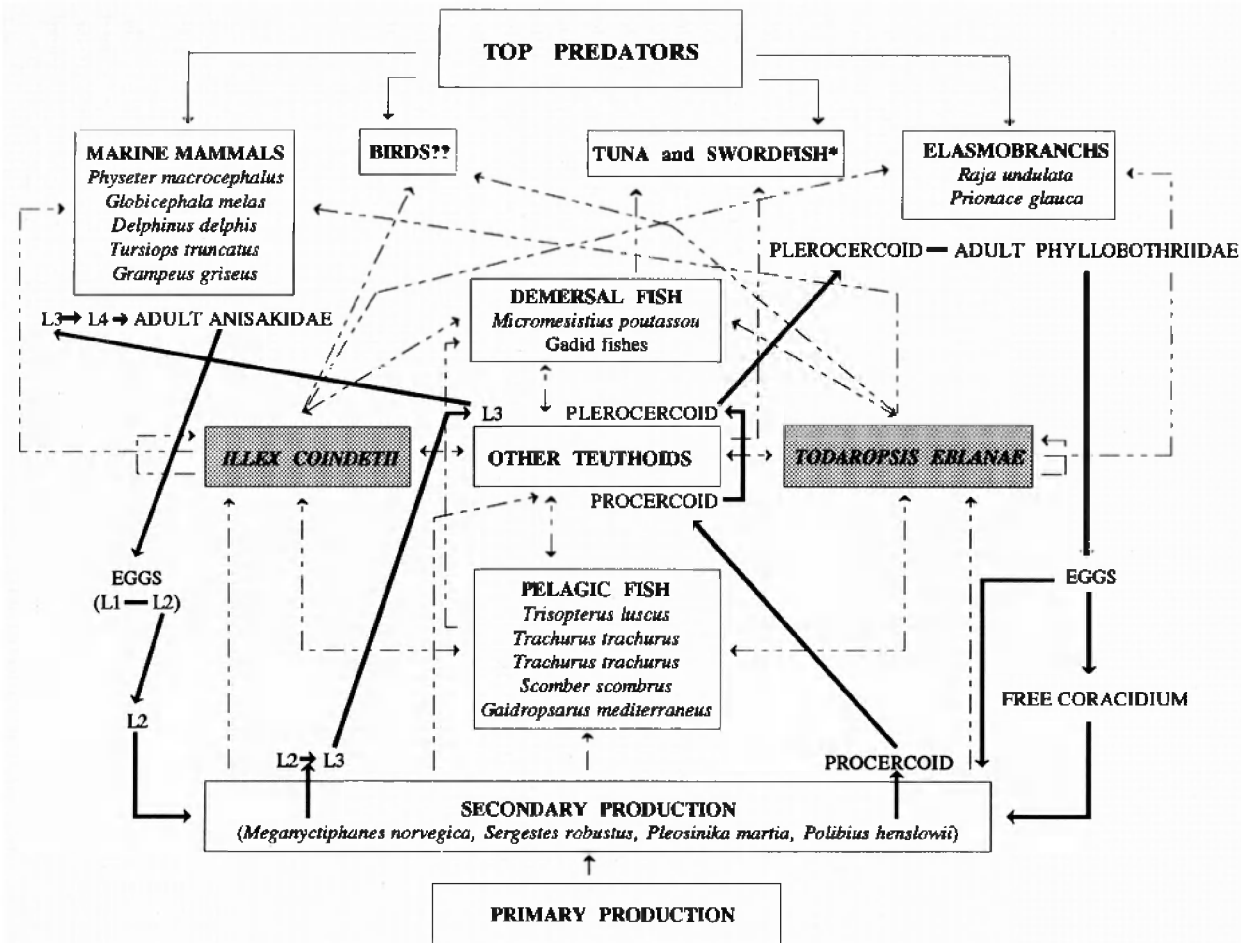 TOP PREDATORS
MARINE MAMMALS
Physeter macrocephalus
Globicephala melas
Delphinus delphis
Tursiops truncatus
Grampeus griseus
BIRDS??
TUNA and SWORDFISH*
ELASMOBRANCHS
Raja undulata
Prionace glauca
PLEROCERCOID — ADULT PHYLLOBOTHRIIDAE
DEMERSAL FISH
Micromesistius poutassou
Gadid fishes
L3 → L4 → ADULT ANISAKIDAE
L3
PLEROCERCOID
ILLEX COINDETII
OTHER TEUTHOIDS
TODAROPSIS EBLANAE
PROCERCOID
EGGS
(L1 — L2)
PELAGIC FISH
Trisopterus luscus
Trachurus trachurus
Trachurus trachurus
Scomber scombrus
Gaidropsarus mediterraneus
EGGS
L2
FREE CORACIDIUM
L2 → L3
PROCERCOID
SECONDARY PRODUCTION
(Meganyctiphanes norvegica, Sergestes robustus, Pleosinika martia, Polibius henslowii)
PRIMARY PRODUCTION